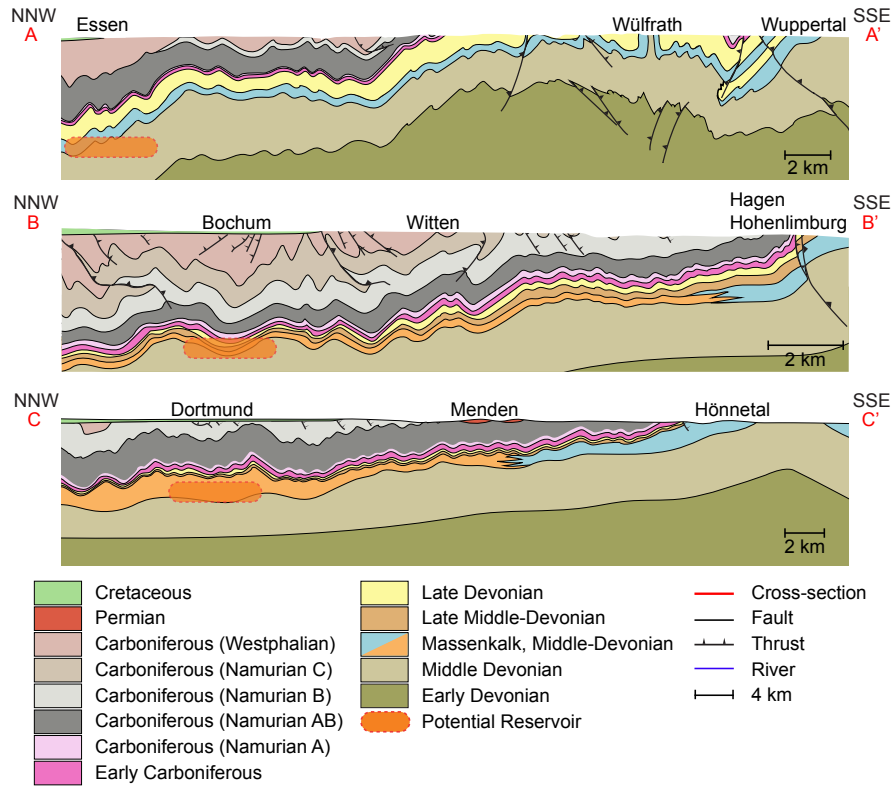 NNW
A
Essen
Wülfrath
Wuppertal
SSE
A'
2 km
NNW
B
Bochum
Witten
Hagen
Hohenlimburg
SSE
B'
2 km
NNW
C
Dortmund
Menden
Hönnetal
SSE
C'
2 km
Cretaceous
Permian
Carboniferous (Westphalian)
Carboniferous (Namurian C)
Carboniferous (Namurian B)
Carboniferous (Namurian AB)
Carboniferous (Namurian A)
Early Carboniferous
Late Devonian
Late Middle-Devonian
Massenkalk, Middle-Devonian
Middle Devonian
Early Devonian
Potential Reservoir
Cross-section
Fault
Thrust
River
4 km